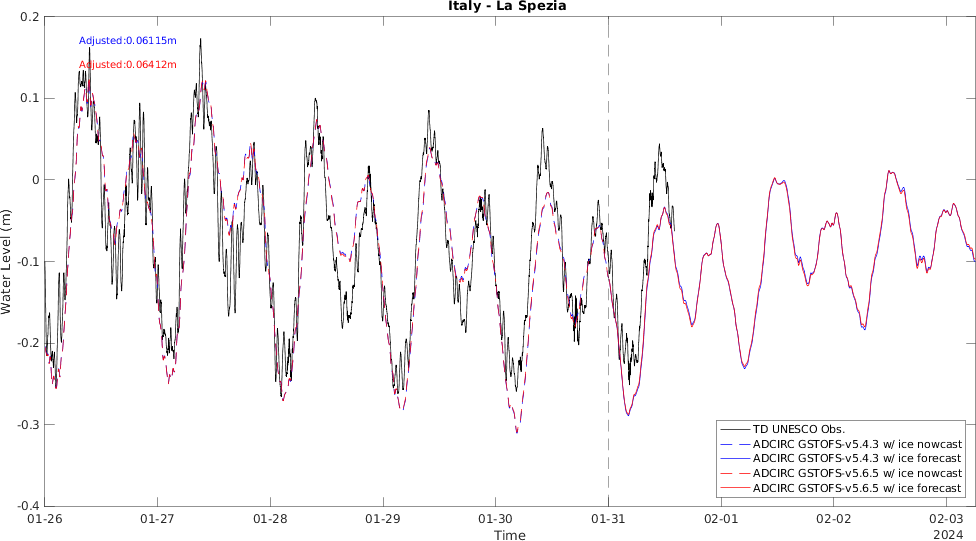 Italy - La Spezia
Adjusted:0.06115m
Adjusted:0.06412m
Water Level (m)
0.2
0.1
0
-0.1
-0.2
-0.3
-0.4
TD UNESCO Obs.
ADCIRC GSTOFS-v5.4.3 w/ ice nowcast
ADCIRC GSTOFS-v5.4.3 w/ ice forecast
ADCIRC GSTOFS-v5.6.5 w/ ice nowcast
ADCIRC GSTOFS-v5.6.5 w/ ice forecast
01-26 01-27 01-28 01-29 01-30 01-31 02-01 02-02 02-03
Time
2024